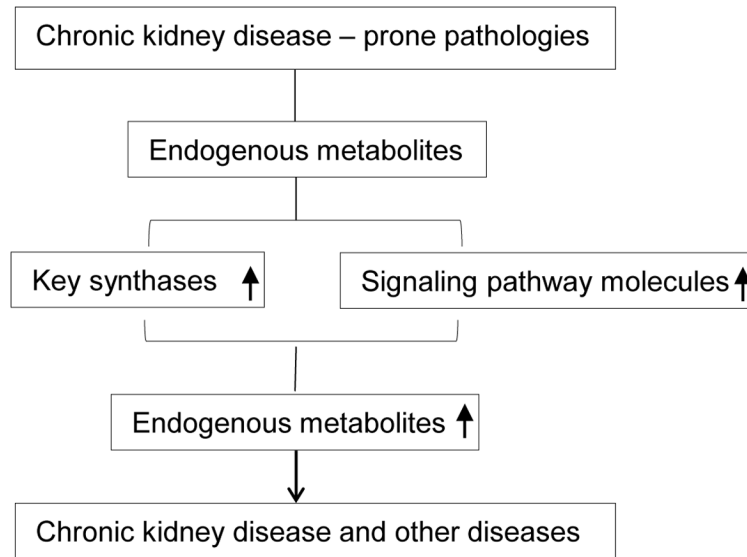 Chronic kidney disease – prone pathologies
Endogenous metabolites
Key synthases
Signaling pathway molecules
Endogenous metabolites
Chronic kidney disease and other diseases